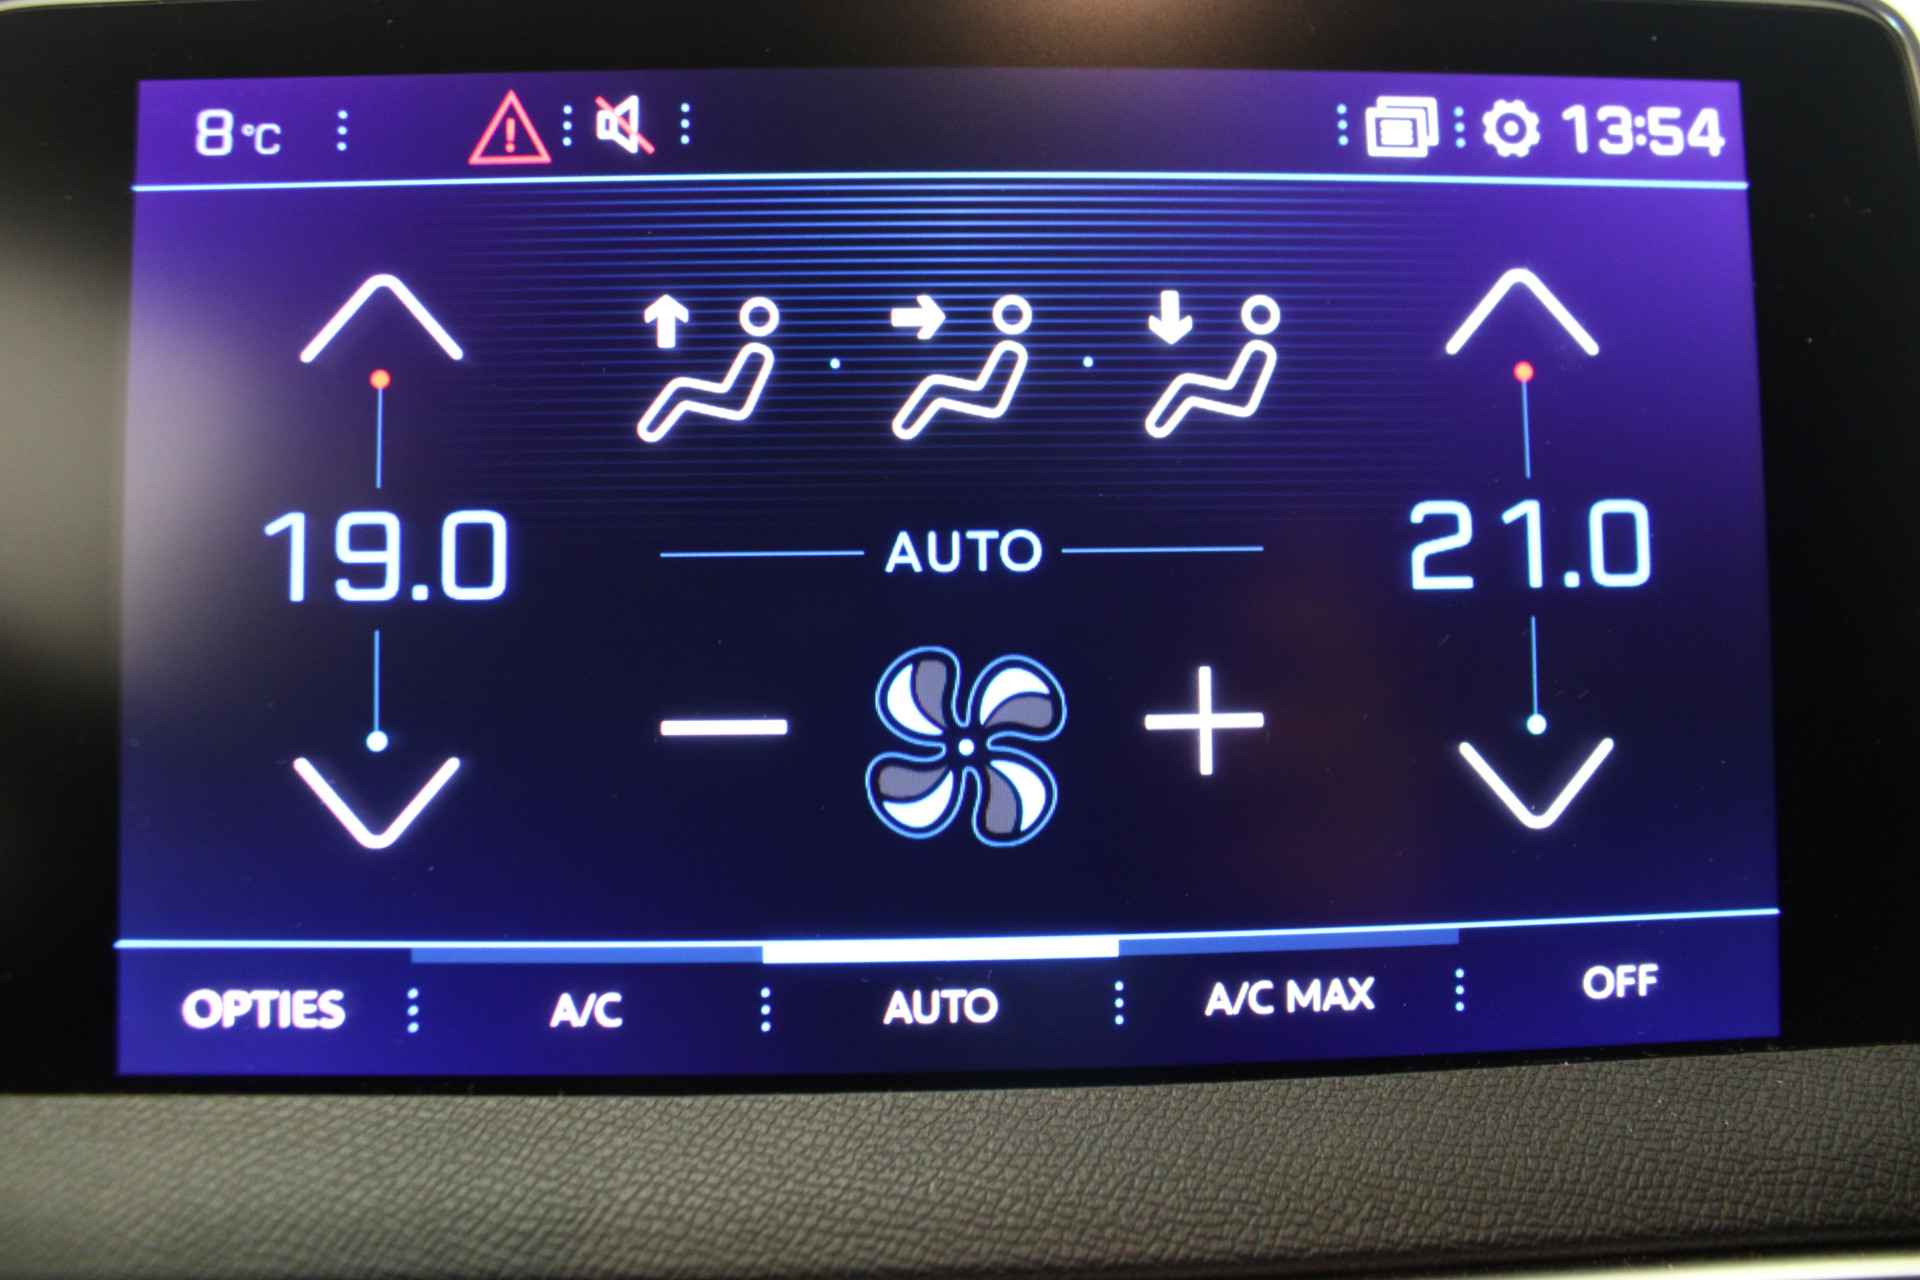 8°C 13:54
19.0 AUTO 21.0
OPTIES A/C AUTO A/C MAX OFF